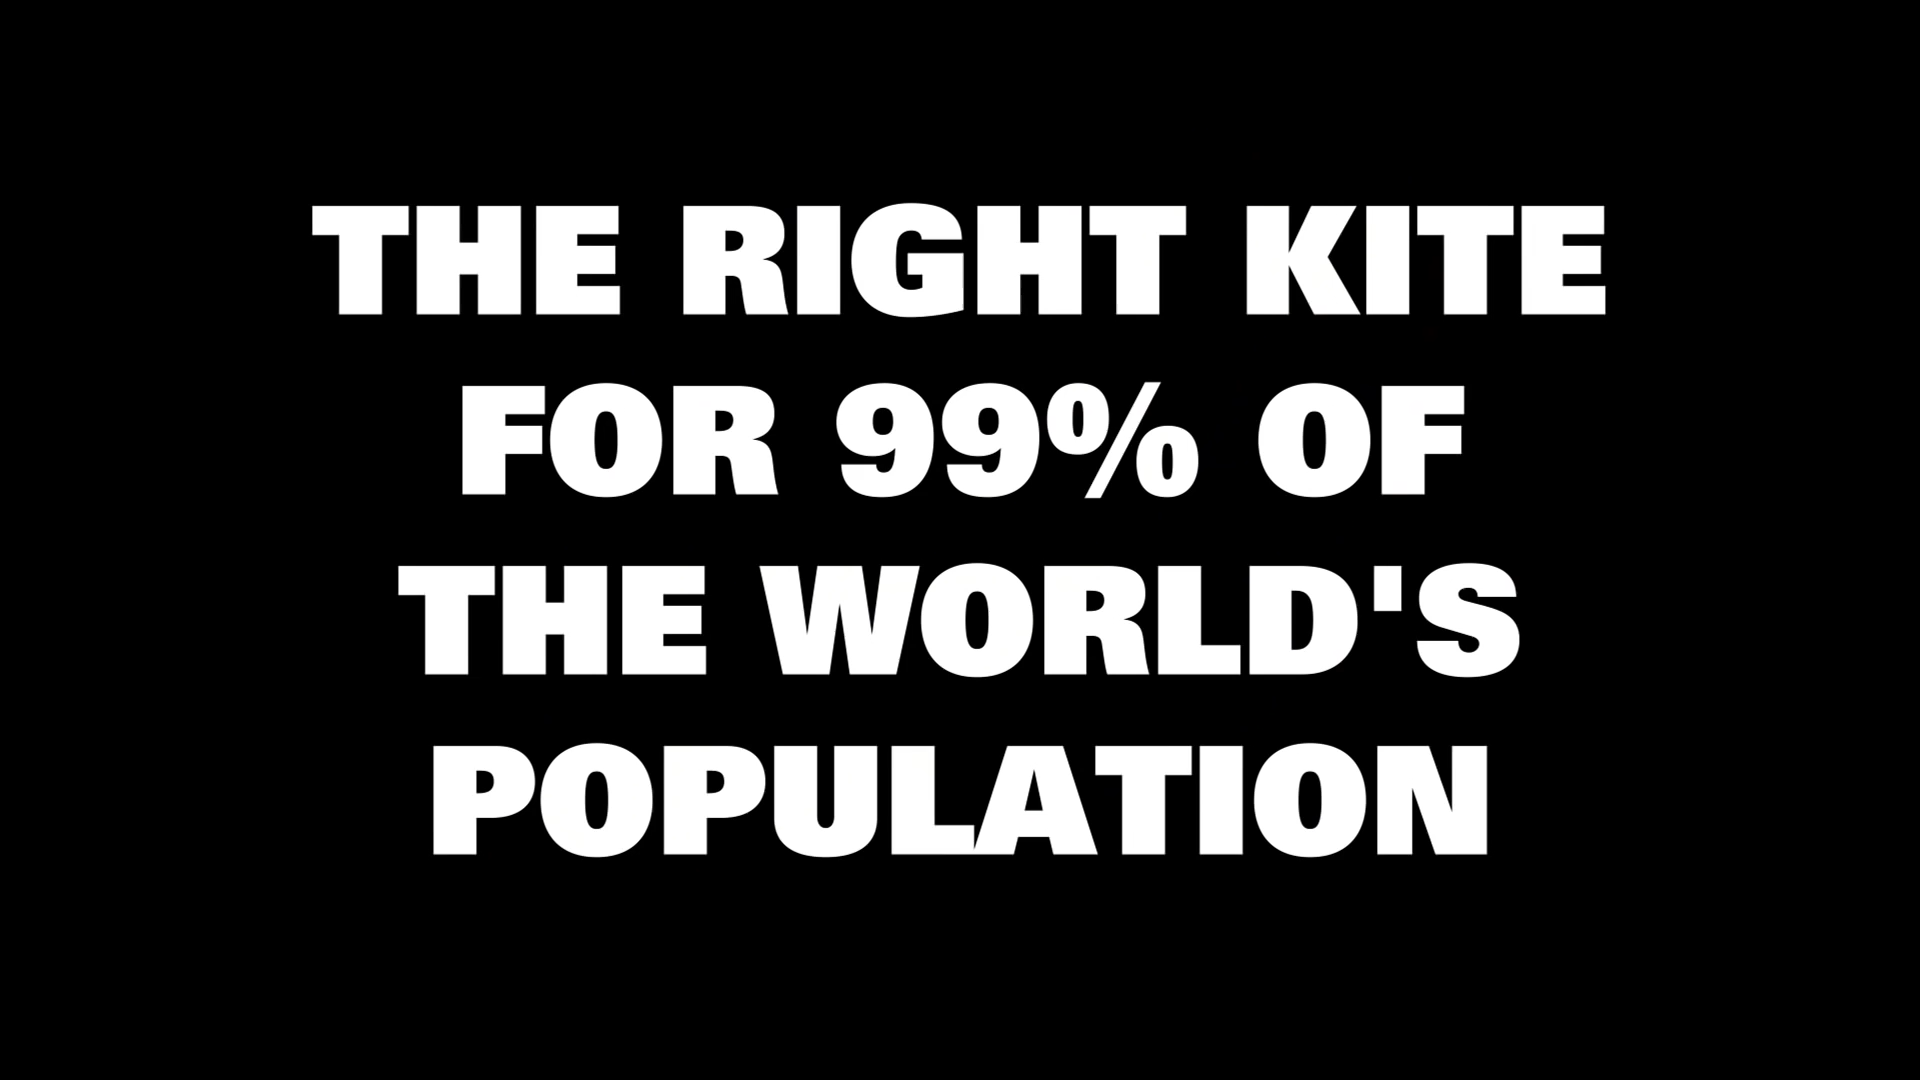 THE RIGHT KITE
FOR 99% OF
THE WORLD'S
POPULATION